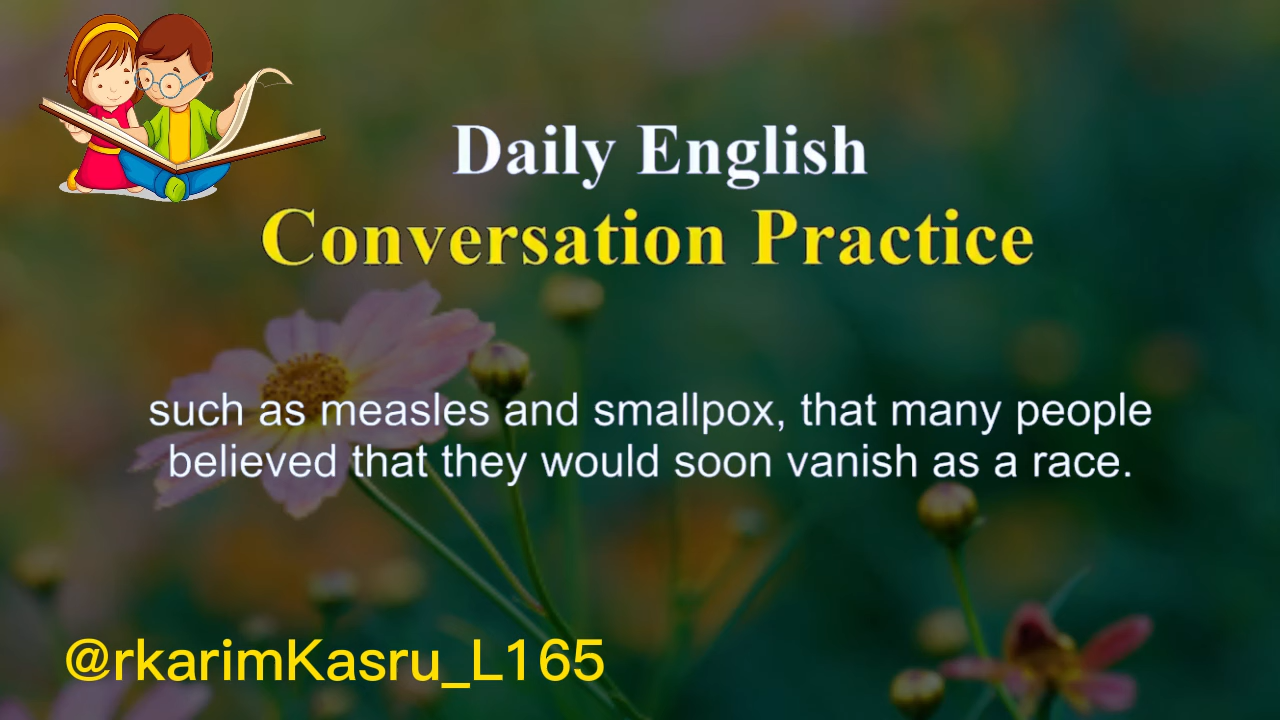 Daily English
Conversation Practice
such as measles and smallpox, that many people
believed that they would soon vanish as a race.
@rkarimKasru_L165